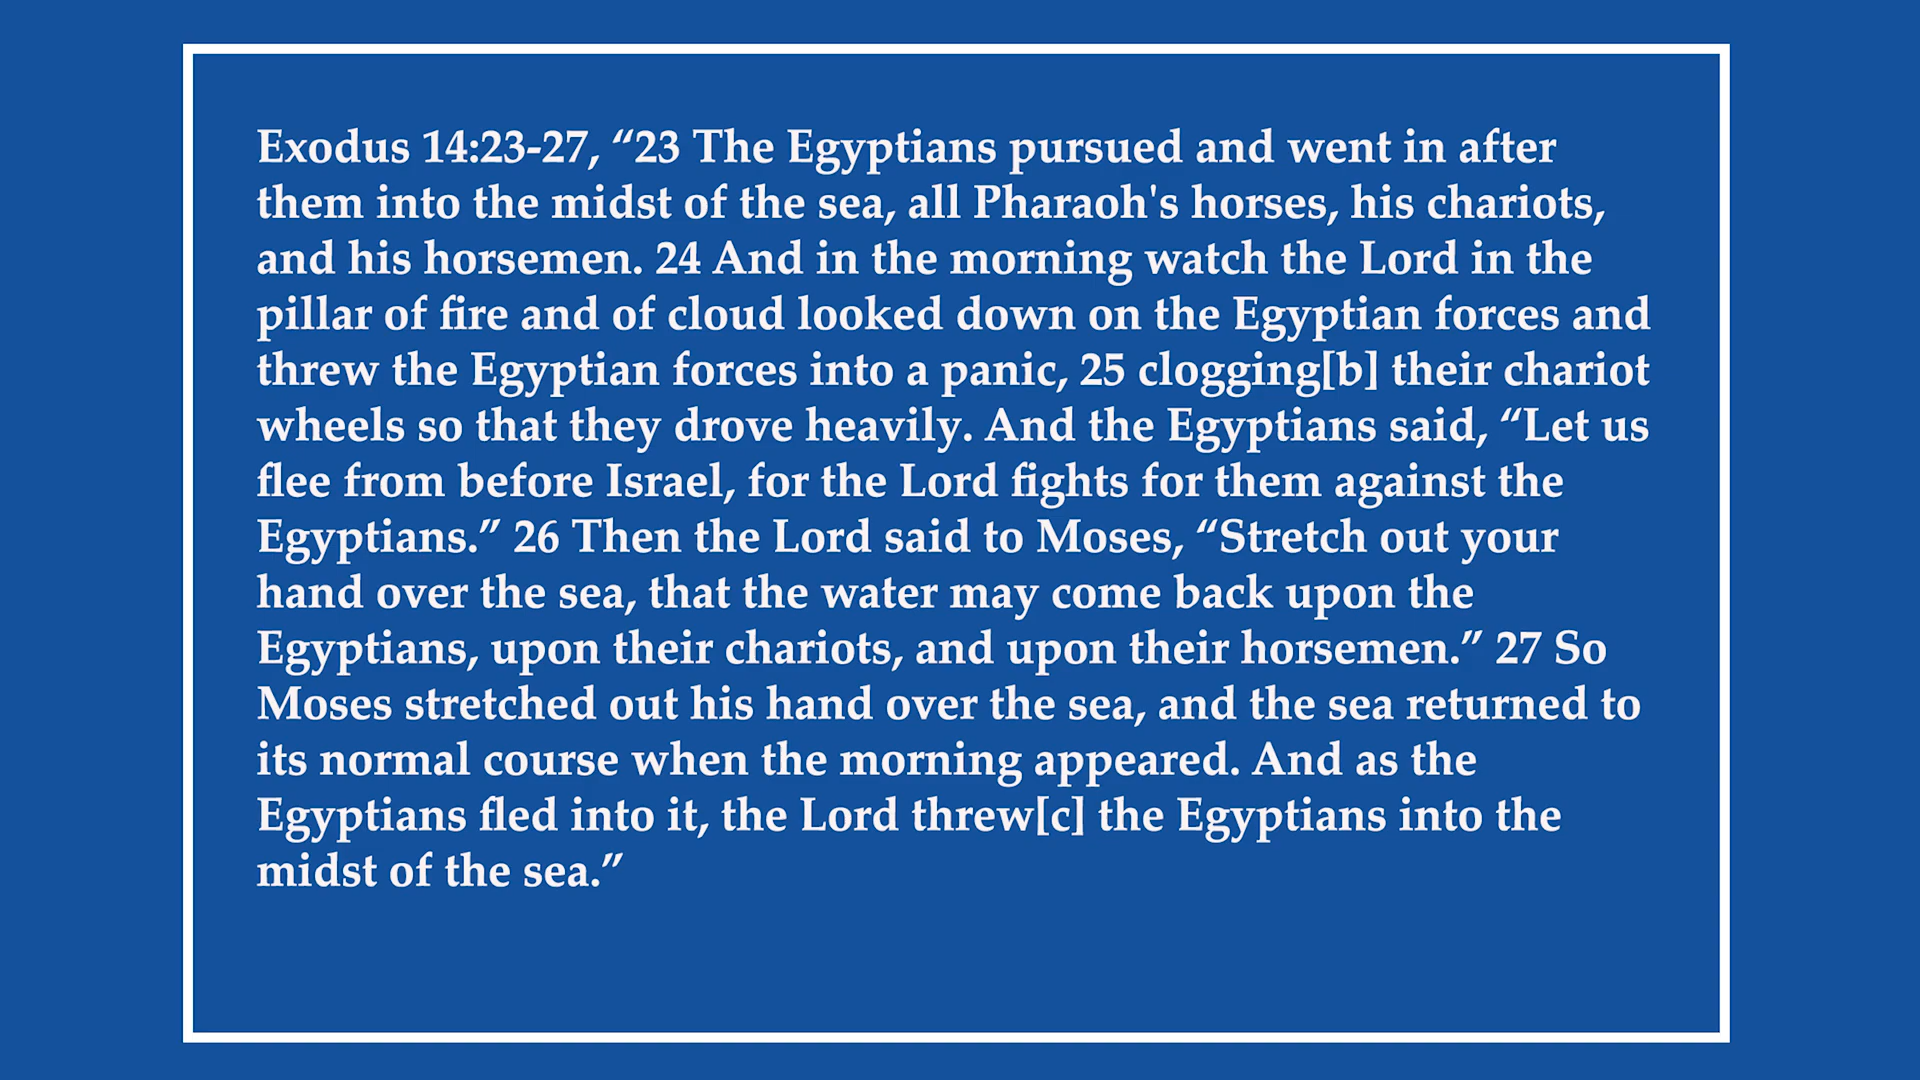 Exodus 14:23-27, “23 The Egyptians pursued and went in after
them into the midst of the sea, all Pharaoh's horses, his chariots,
and his horsemen. 24 And in the morning watch the Lord in the
pillar of fire and of cloud looked down on the Egyptian forces and
threw the Egyptian forces into a panic, 25 clogging[b] their chariot
wheels so that they drove heavily. And the Egyptians said, “Let us
flee from before Israel, for the Lord fights for them against the
Egyptians.” 26 Then the Lord said to Moses, “Stretch out your
hand over the sea, that the water may come back upon the
Egyptians, upon their chariots, and upon their horsemen.” 27 So
Moses stretched out his hand over the sea, and the sea returned to
its normal course when the morning appeared. And as the
Egyptians fled into it, the Lord threw[c] the Egyptians into the
midst of the sea.”